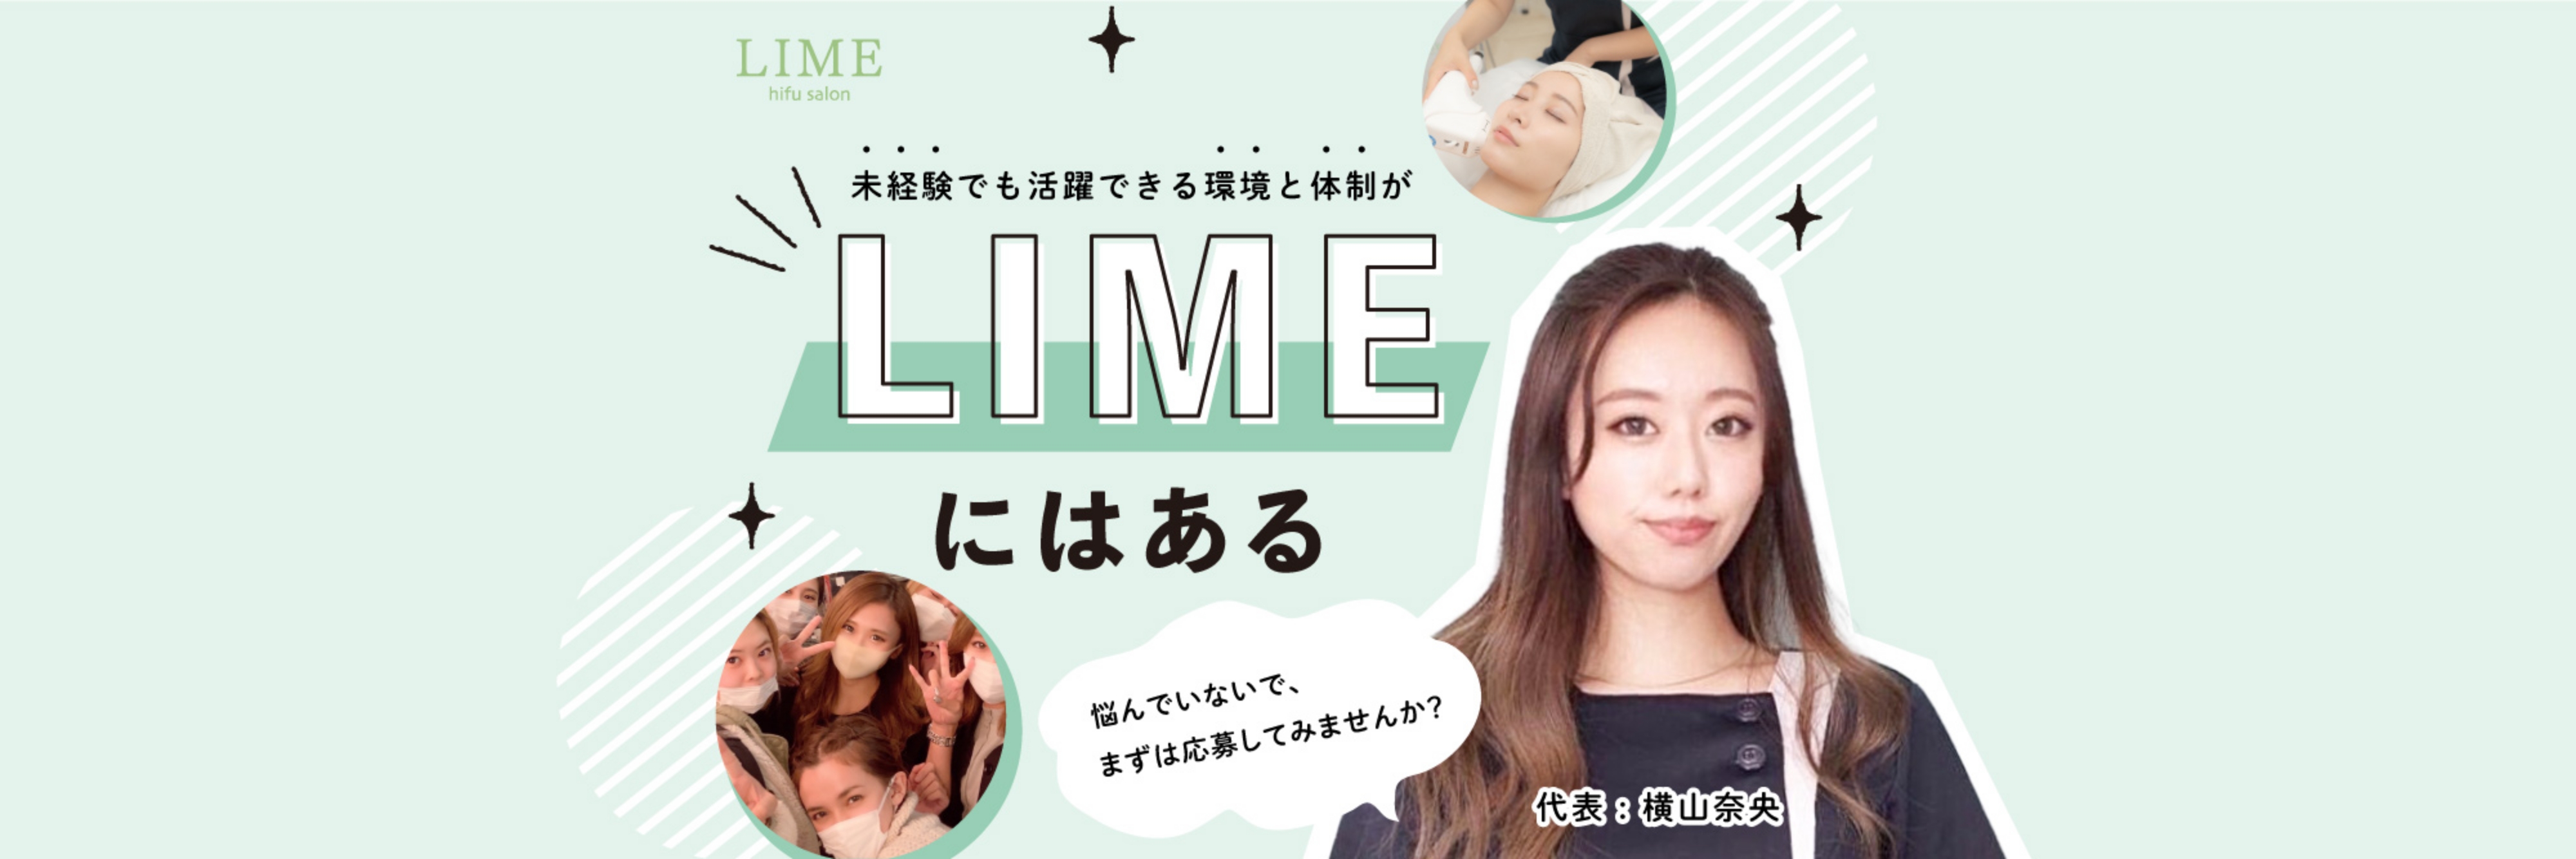 LIME
hifu salon
未経験でも活躍できる環境と体制が
LIME
にはある
悩んでいないで、
まずは応募してみませんか?
代表：横山奈央